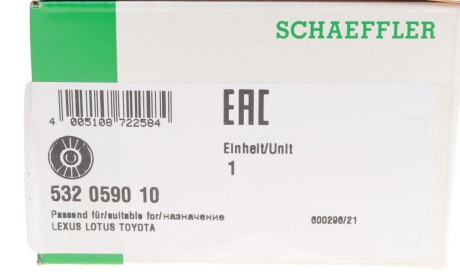 SCHAEFFLER
EAC
4 005108 722584
Einheit/Unit
1
532 0590 10
Passend für/suitable for/назначение
LEXUS LOTUS TOYOTA
600296/21